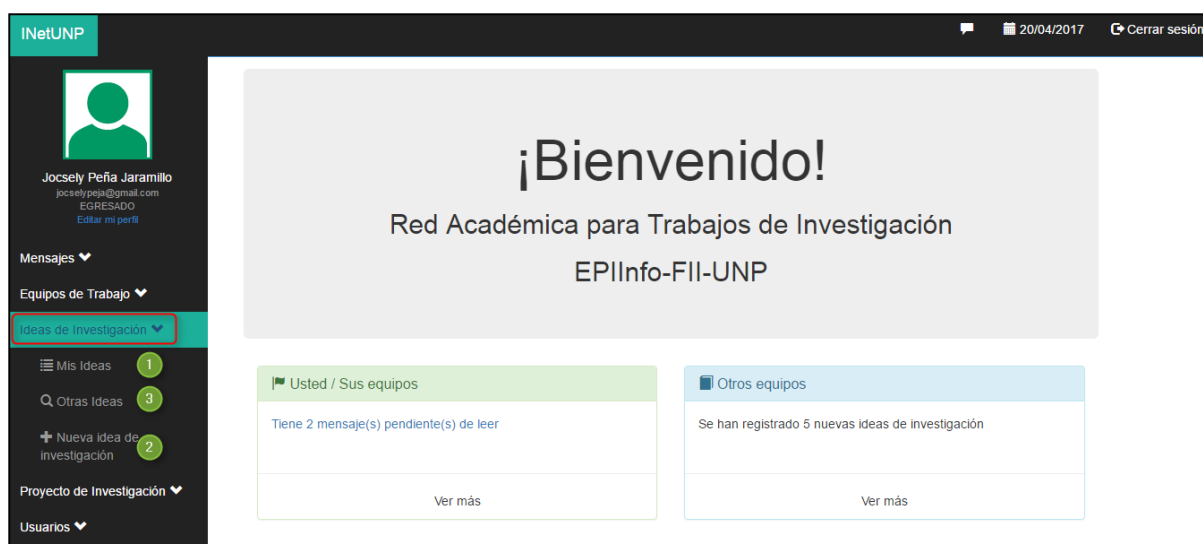 INetUNP
20/04/2017
Cerrar sesión
Jocsely Peña Jaramillo
jocselypeja@gmail.com
EGRESADO
Editar mi perfil
Mensajes
Equipos de Trabajo
Ideas de Investigación
Mis Ideas 1
Otras Ideas 3
Nueva idea de
investigación 2
Proyecto de Investigación
Usuarios
¡Bienvenido!
Red Académica para Trabajos de Investigación
EPIInfo-FII-UNP
Usted / Sus equipos
Tiene 2 mensaje(s) pendiente(s) de leer
Ver más
Otros equipos
Se han registrado 5 nuevas ideas de investigación
Ver más